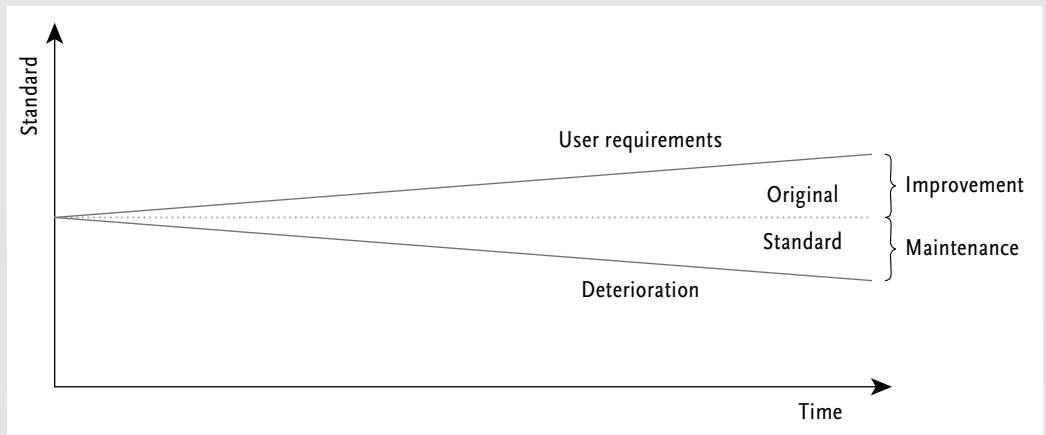 Standard
User requirements
Original
Improvement
Standard
Maintenance
Deterioration
Time